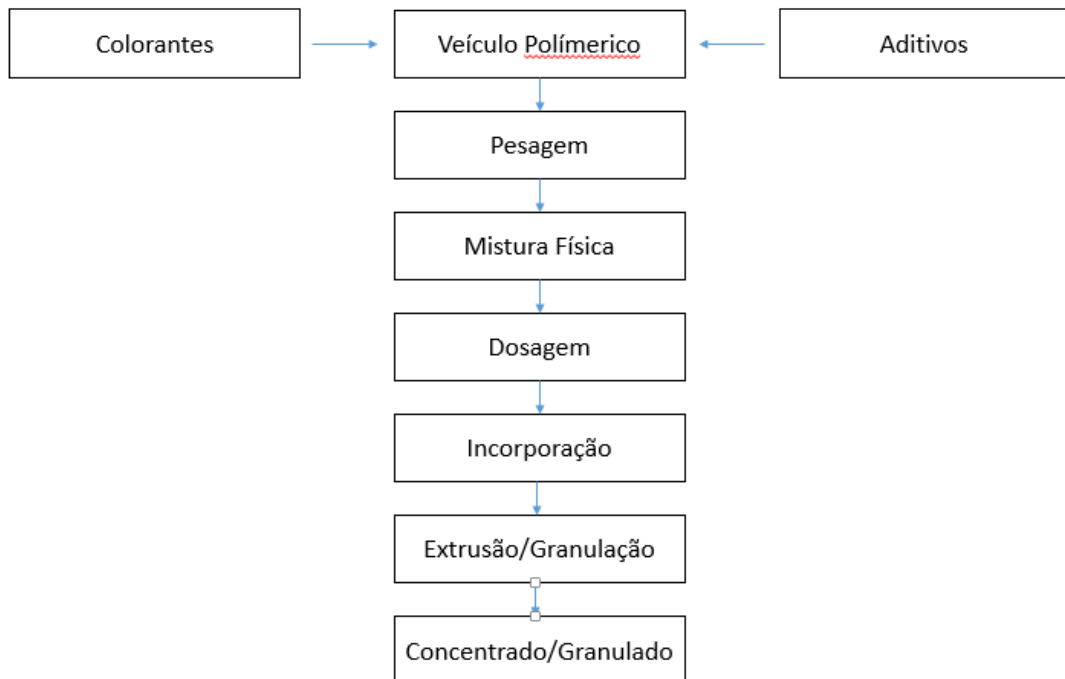 Colorantes
Veículo Polímerico
Aditivos
Pesagem
Mistura Física
Dosagem
Incorporação
Extrusão/Granulação
Concentrado/Granulado